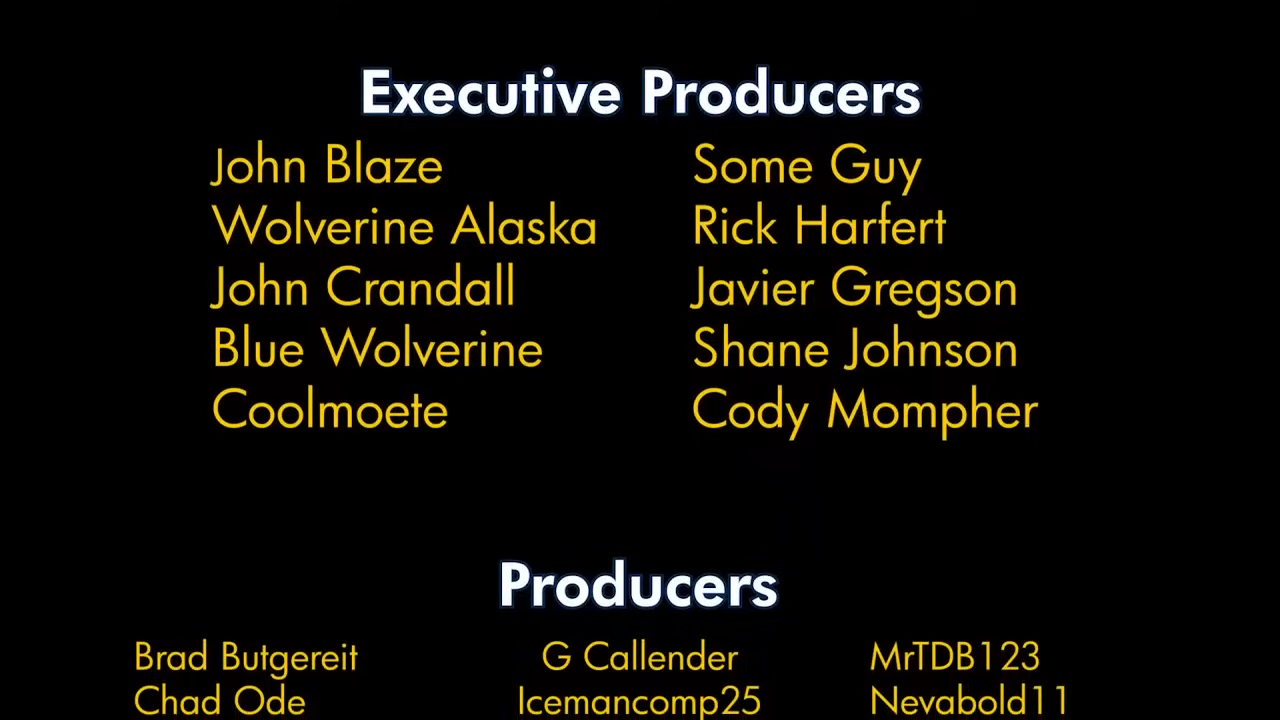 Executive Producers
John Blaze
Wolverine Alaska
John Crandall
Blue Wolverine
Coolmoete
Some Guy
Rick Harfert
Javier Gregson
Shane Johnson
Cody Mompher
Producers
Brad Butgereit
Chad Ode
G Callender
Icemancomp25
MrTDB123
Nevabold11